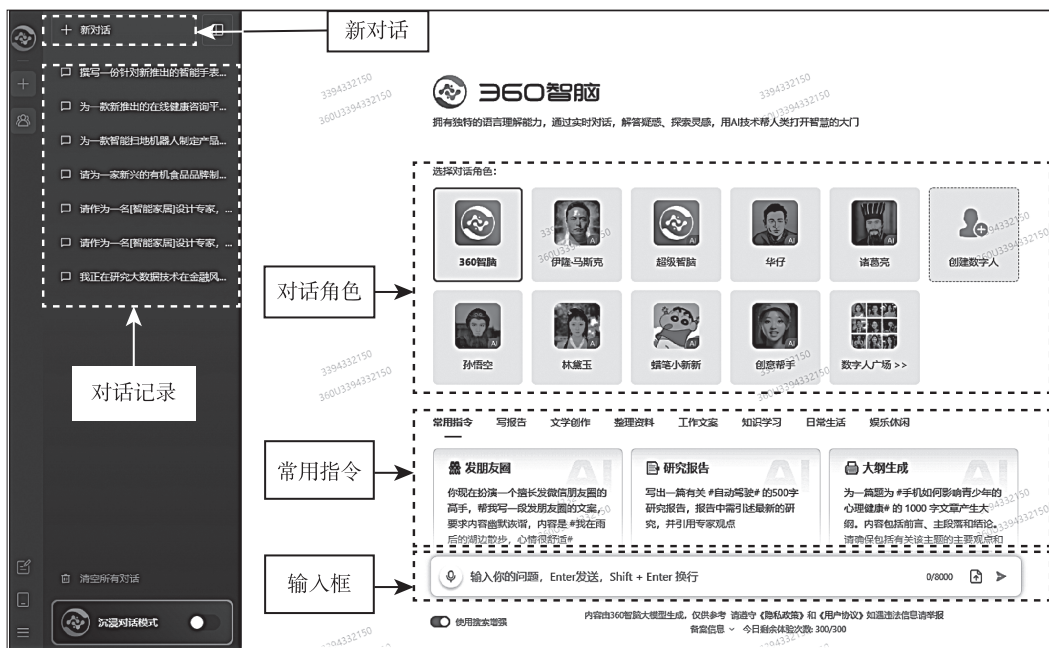 新对话
新对话
撰写一份针对新推出的智能手表...
为一款新推出的在线健康咨询平...
为一款智能扫地机器人制定产品...
请为一家新兴的有机食品品牌制...
请作为一名[智能家居]设计专家，...
请作为一名[智能家居]设计专家，...
我正在研究大数据技术在金融风...
对话记录
清空所有对话
沉浸对话模式
360智脑
拥有独特的语言理解能力，通过实时对话，解答疑惑、探索灵感，用AI技术帮人类打开智慧的大门
对话角色
选择对话角色：
360智脑
伊隆·马斯克
超级智脑
华仔
诸葛亮
创建数字人
孙悟空
林黛玉
蜡笔小新新
创意帮手
数字人广场 >>
常用指令
常用指令 写报告 文学创作 整理资料 工作文案 知识学习 日常生活 娱乐休闲
发朋友圈
你现在扮演一个擅长发微信朋友圈的
高手，帮我写一段发朋友圈的文案，
要求内容幽默诙谐，内容是 #我在雨
后的湖边散步，心情很舒适#
研究报告
写出一篇有关 #自动驾驶# 的500字
研究报告，报告中需引述最新的研
究，并引用专家观点
大纲生成
为一篇题为 #手机如何影响青少年的
心理健康# 的 1000 字文章产生大
纲。内容包括前言、主段落和结论。
请确保包括有关该主题的主要观点和
输入框
输入你的问题，Enter发送，Shift + Enter 换行
0/8000
使用搜索增强
内容由360智脑大模型生成，仅供参考 请遵守《隐私政策》和《用户协议》如遇违法信息请举报
备案信息 今日剩余体验次数: 300/300
3394332150
360U3394332150